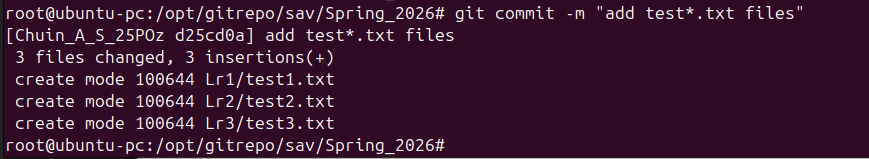 root@ubuntu-pc:/opt/gitrepo/sav/Spring_2026# git commit -m "add test*.txt files"
[Chuin_A_S_25POz d25cd0a] add test*.txt files
 3 files changed, 3 insertions(+)
 create mode 100644 Lr1/test1.txt
 create mode 100644 Lr2/test2.txt
 create mode 100644 Lr3/test3.txt
root@ubuntu-pc:/opt/gitrepo/sav/Spring_2026#